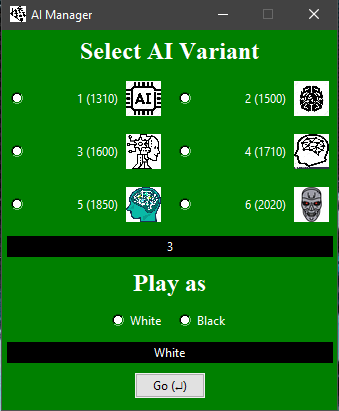 AI Manager
Select AI Variant
1 (1310) AI 2 (1500)
3 (1600) 4 (1710)
5 (1850) 6 (2020)
3
Play as
White Black
White
Go (↵)